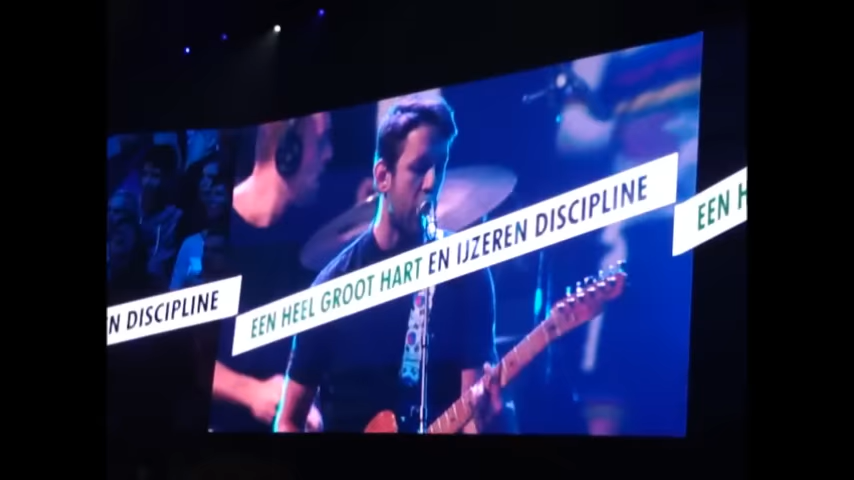 EEN HEEL GROOT HART EN IJZEREN DISCIPLINE
EN DISCIPLINE
EEN H